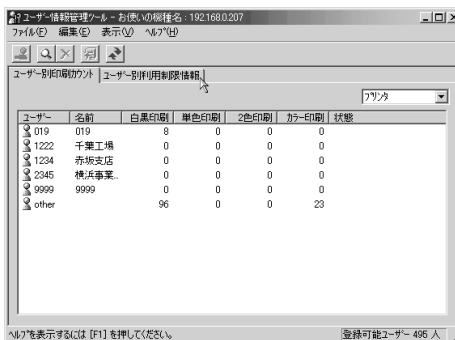 ユーザー情報管理ツール - お使いの機種名 : 192.168.0.207
ファイル(F) 編集(E) 表示(V) ヘルプ(H)
ユーザー別印刷カウント ユーザー別利用制限情報
プリンタ
ユーザー 名前 白黒印刷 単色印刷 2色印刷 カラー印刷 状態
019 019 8 0 0 0
1222 千葉工場 0 0 0 0
1234 赤坂支店 0 0 0 0
2345 横浜事業.. 0 0 0 0
9999 9999 0 0 0 0
other 96 0 0 23
ヘルプを表示するには [F1] を押してください。 登録可能ユーザー 495 人